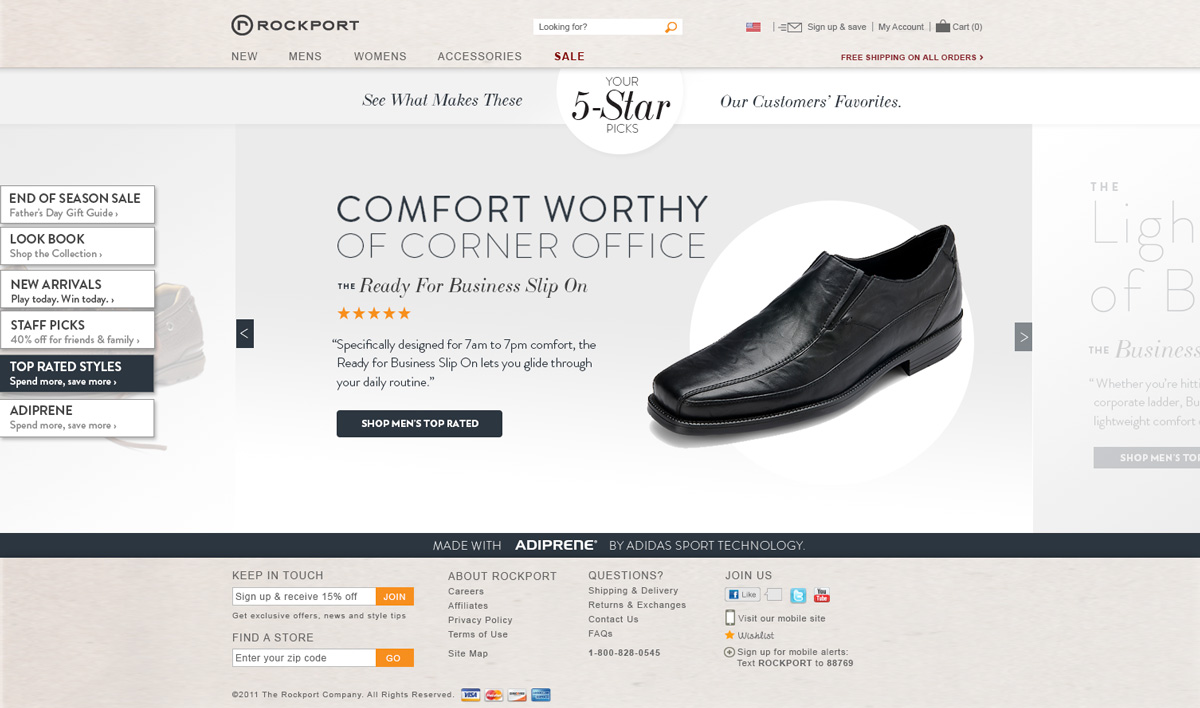 ROCKPORT
Looking for?
Sign up & save
My Account
Cart (0)
NEW
MENS
WOMENS
ACCESSORIES
SALE
FREE SHIPPING ON ALL ORDERS ›
See What Makes These
YOUR
5-Star
PICKS
Our Customers' Favorites.
END OF SEASON SALE
Father's Day Gift Guide ›
LOOK BOOK
Shop the Collection ›
NEW ARRIVALS
Play today. Win today. ›
STAFF PICKS
40% off for friends & family ›
TOP RATED STYLES
Spend more, save more ›
ADIPRENE
Spend more, save more ›
<
COMFORT WORTHY
OF CORNER OFFICE
THE Ready For Business Slip On
“Specifically designed for 7am to 7pm comfort, the
Ready for Business Slip On lets you glide through
your daily routine.”
SHOP MEN'S TOP RATED
>
THE
Ligh
of B
THE Business
“Whether you're hitti
corporate ladder, Bu
lightweight comfort
SHOP MEN'S TOP
MADE WITH ADIPRENE® BY ADIDAS SPORT TECHNOLOGY.
KEEP IN TOUCH
Sign up & receive 15% off
JOIN
Get exclusive offers, news and style tips
FIND A STORE
Enter your zip code
GO
ABOUT ROCKPORT
Careers
Affiliates
Privacy Policy
Terms of Use
Site Map
QUESTIONS?
Shipping & Delivery
Returns & Exchanges
Contact Us
FAQs
1-800-828-0545
JOIN US
Like
You
Tube
Visit our mobile site
Wishlist
Sign up for mobile alerts:
Text ROCKPORT to 88769
©2011 The Rockport Company. All Rights Reserved.
VISA